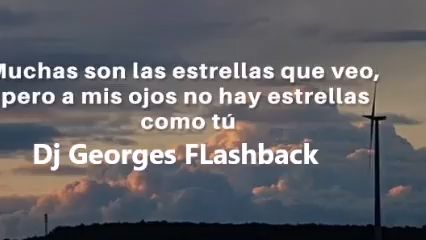 Muchas son las estrellas que veo,
pero a mis ojos no hay estrellas
como tú
Dj Georges FLashback